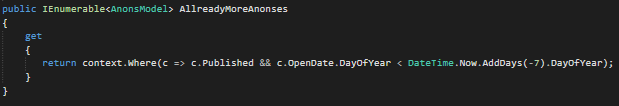 public IEnumerable<AnonsModel> AllreadyMoreAnonses
{
get
{
return context.Where(c => c.Published && c.OpenDate.DayOfYear < DateTime.Now.AddDays(-7).DayOfYear);
}
}